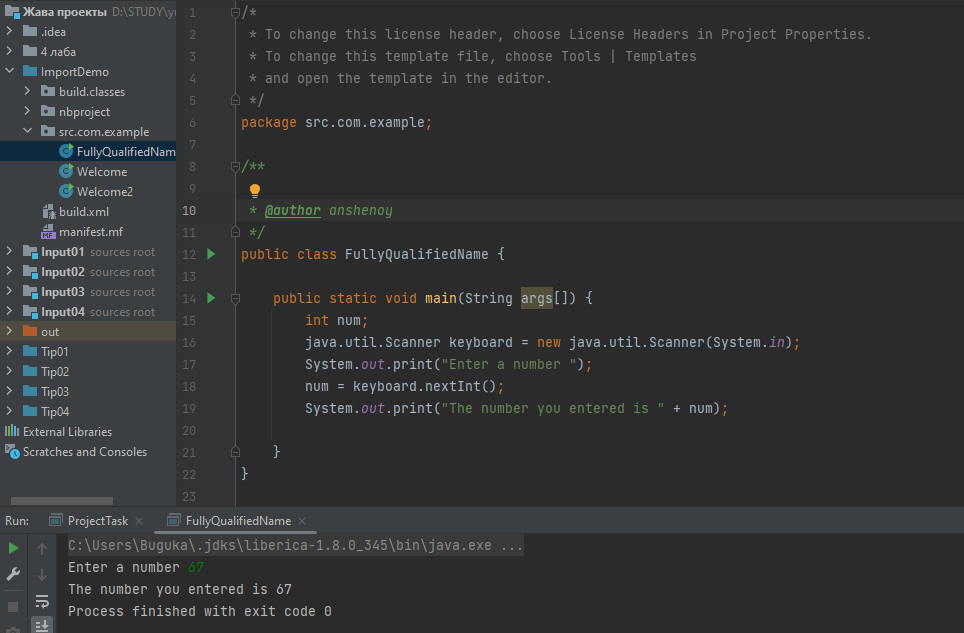 Жава проекты D:\STUDY\y
.idea
4 лаба
ImportDemo
build.classes
nbproject
src.com.example
FullyQualifiedNam
Welcome
Welcome2
build.xml
manifest.mf
Input01 sources root
Input02 sources root
Input03 sources root
Input04 sources root
out
Tip01
Tip02
Tip03
Tip04
External Libraries
Scratches and Consoles
1 /*
2 * To change this license header, choose License Headers in Project Properties.
3 * To change this template file, choose Tools | Templates
4 * and open the template in the editor.
5 */
6 package src.com.example;
7
8 /**
9
10 * @author anshenoy
11 */
12 public class FullyQualifiedName {
13
14 public static void main(String args[]) {
15 int num;
16 java.util.Scanner keyboard = new java.util.Scanner(System.in);
17 System.out.print("Enter a number ");
18 num = keyboard.nextInt();
19 System.out.print("The number you entered is " + num);
20
21 }
22 }
23
Run: ProjectTask FullyQualifiedName
C:\Users\Buguka\.jdks\liberica-1.8.0_345\bin\java.exe ...
Enter a number 67
The number you entered is 67
Process finished with exit code 0